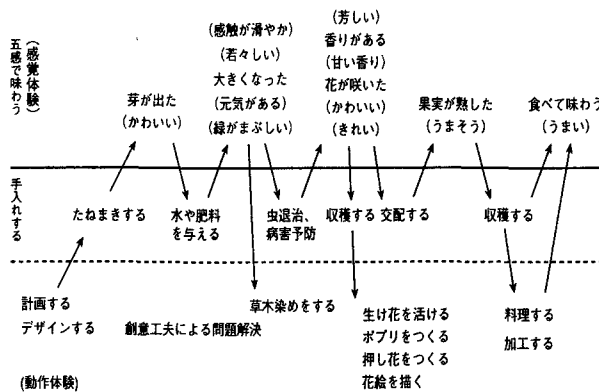 五感で味わう
(感覚体験)
芽が出た
(かわいい)
(感触が滑やか)
(若々しい)
大きくなった
(元気がある)
(緑がまぶしい)
(芳しい)
香りがある
(甘い香り)
花が咲いた
(かわいい)
(きれい)
果実が熟した
(うまそう)
食べて味わう
(うまい)
手入れする
たねまきする
水や肥料
を与える
虫退治、
病害予防
収穫する
交配する
収穫する
計画する
デザインする
創意工夫による問題解決
草木染めをする
生け花を活ける
ポプリをつくる
押し花をつくる
花絵を描く
料理する
加工する
(動作体験)